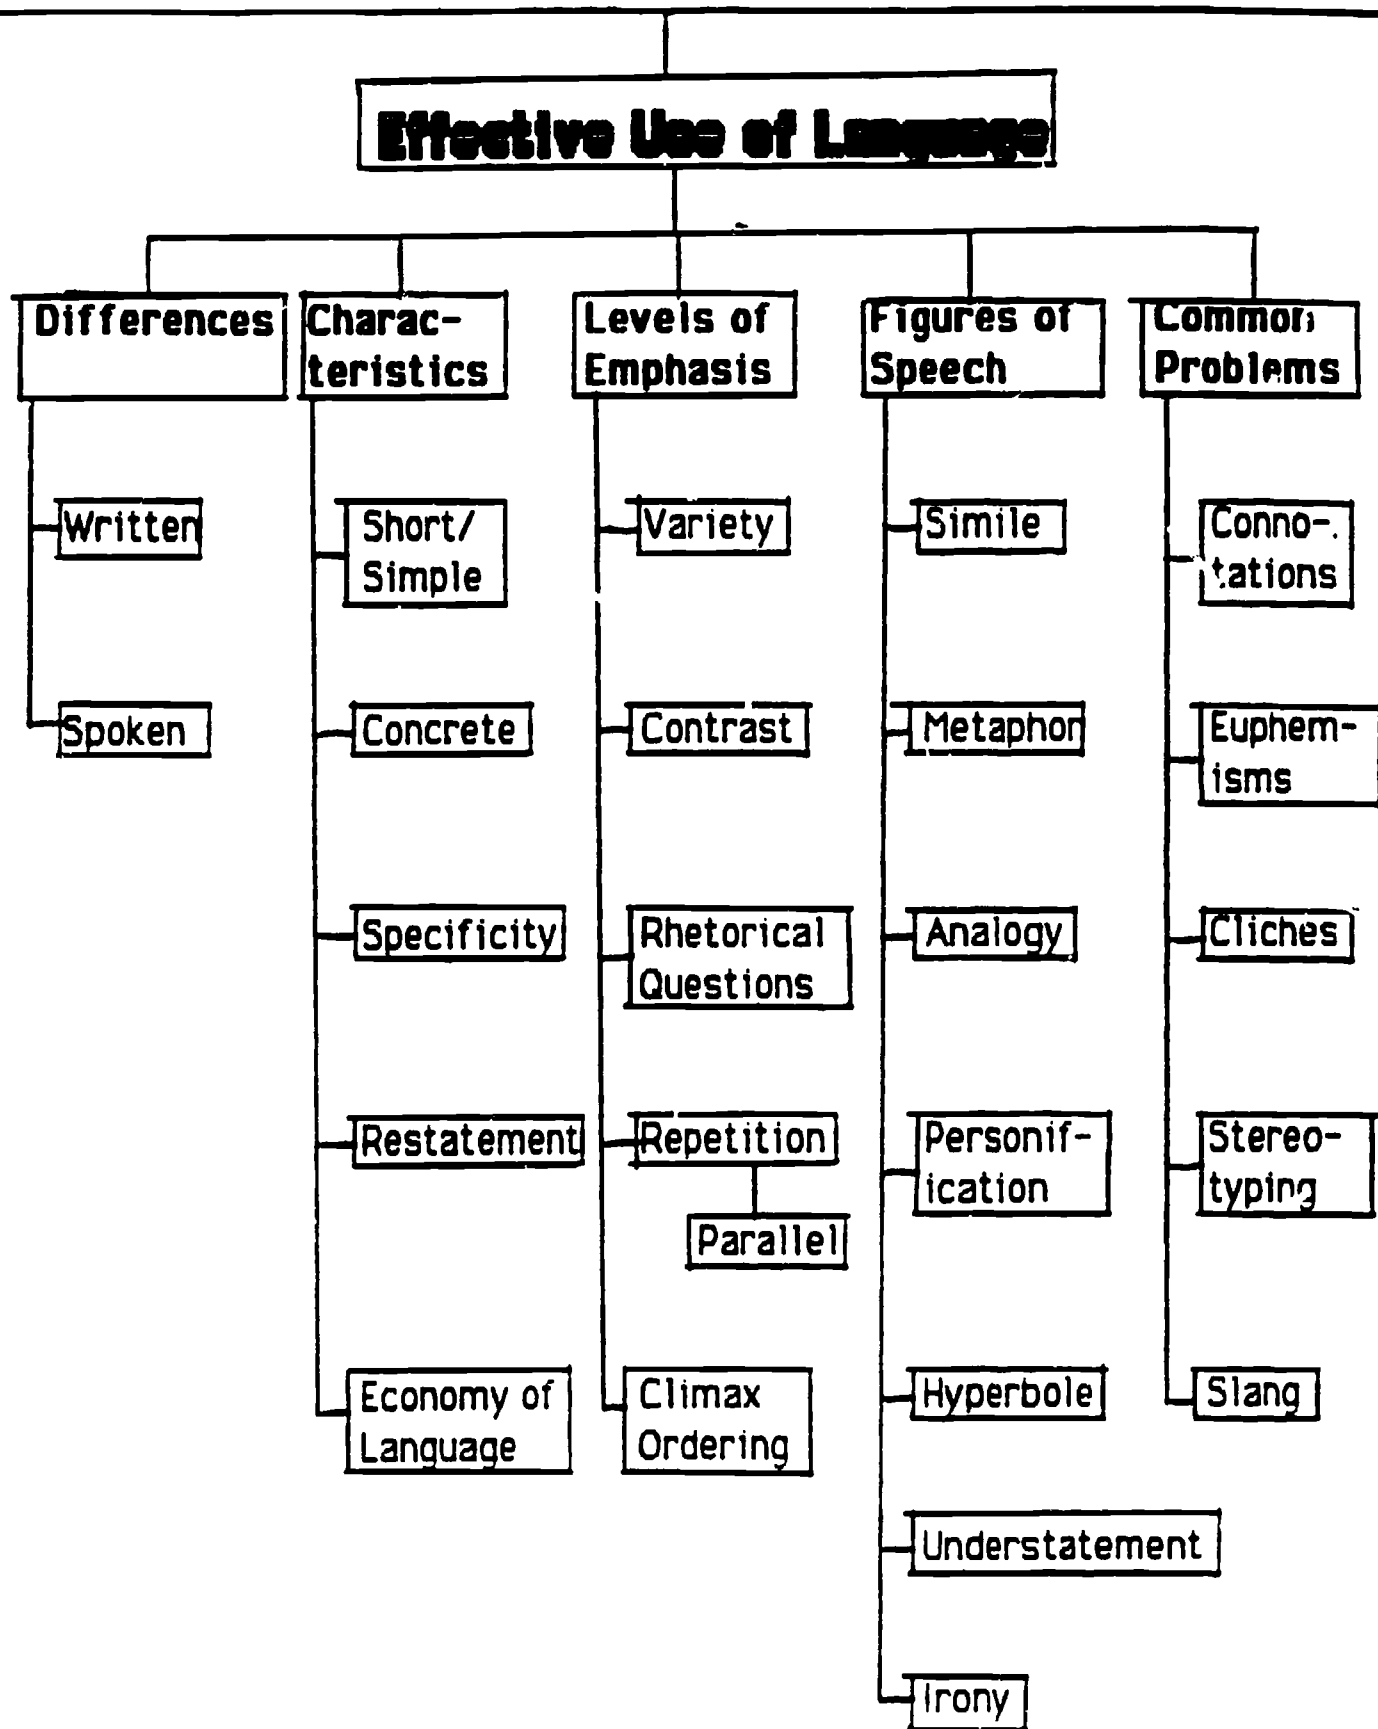 Effective Use of Language
Differences
Charac-
teristics
Levels of
Emphasis
Figures of
Speech
Common
Problems
Written
Spoken
Short/
Simple
Concrete
Specificity
Restatement
Economy of
Language
Variety
Contrast
Rhetorical
Questions
Repetition
Parallel
Climax
Ordering
Simile
Metaphor
Analogy
Personif-
ication
Hyperbole
Understatement
Irony
Conno-
tations
Euphem-
isms
Cliches
Stereo-
typing
Slang